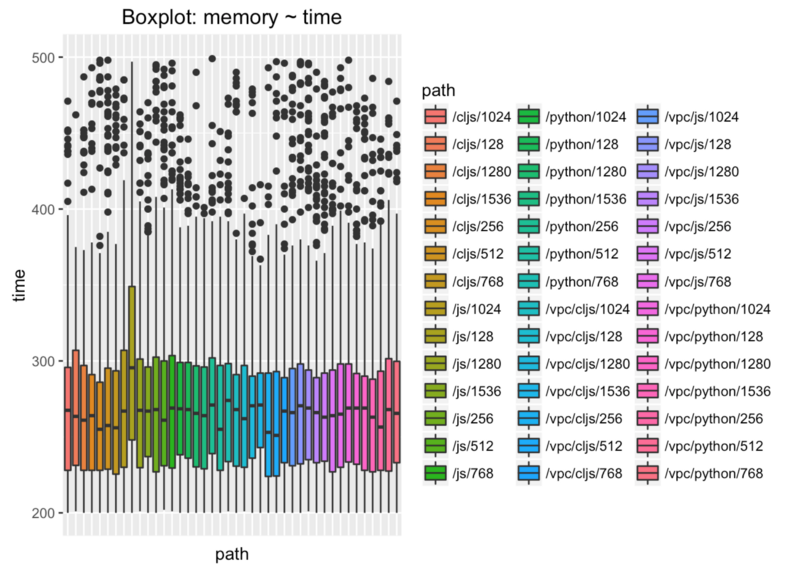 Boxplot: memory ~ time
500
400
300
200
time
path
path
/cljs/1024 /python/1024 /vpc/js/1024
/cljs/128 /python/128 /vpc/js/128
/cljs/1280 /python/1280 /vpc/js/1280
/cljs/1536 /python/1536 /vpc/js/1536
/cljs/256 /python/256 /vpc/js/256
/cljs/512 /python/512 /vpc/js/512
/cljs/768 /python/768 /vpc/js/768
/js/1024 /vpc/cljs/1024 /vpc/python/1024
/js/128 /vpc/cljs/128 /vpc/python/128
/js/1280 /vpc/cljs/1280 /vpc/python/1280
/js/1536 /vpc/cljs/1536 /vpc/python/1536
/js/256 /vpc/cljs/256 /vpc/python/256
/js/512 /vpc/cljs/512 /vpc/python/512
/js/768 /vpc/cljs/768 /vpc/python/768